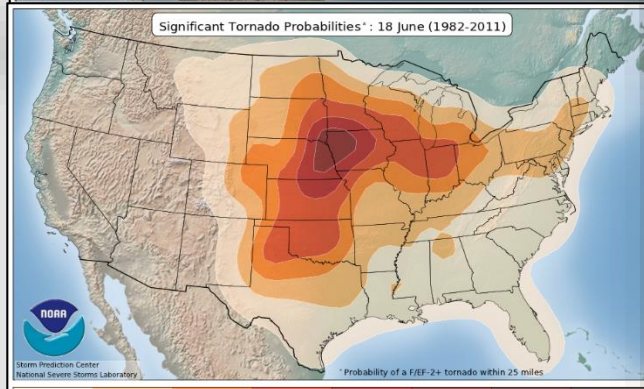 Significant Tornado Probabilities*: 18 June (1982-2011)
NOAA
Storm Prediction Center
National Severe Storms Laboratory
*Probability of a F/EF-2+ tornado within 25 miles